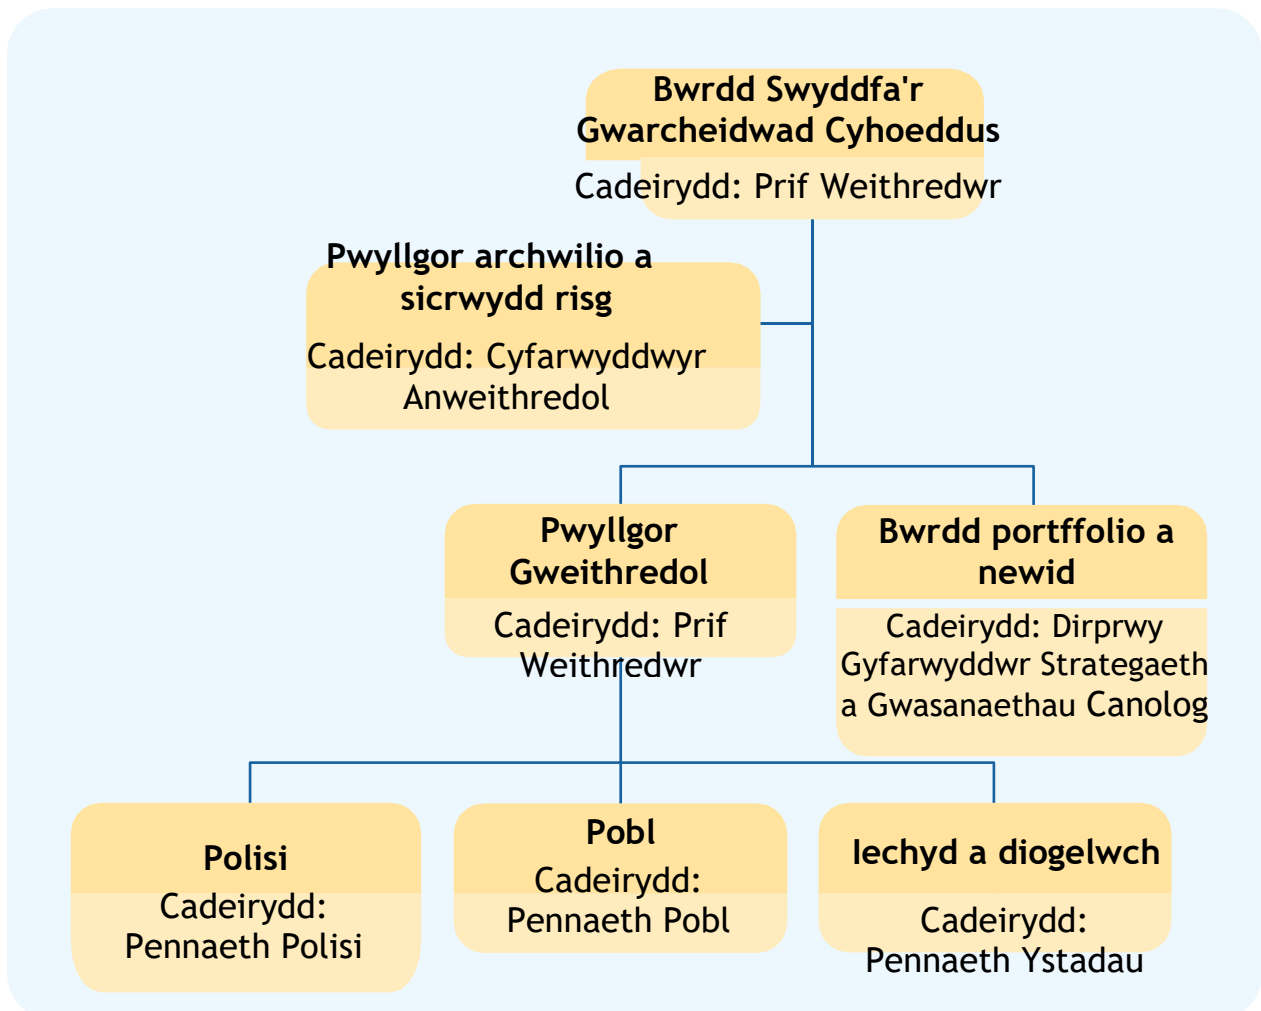 Bwrdd Swyddfa'r
Gwarcheidwad Cyhoeddus
Cadeirydd: Prif Weithredwr
Pwyllgor archwilio a
sicrwydd risg
Cadeirydd: Cyfarwyddwyr
Anweithredol
Pwyllgor
Gweithredol
Cadeirydd: Prif
Weithredwr
Bwrdd portffolio a
newid
Cadeirydd: Dirprwy
Gyfarwyddwr Strategaeth
a Gwasanaethau Canolog
Polisi
Cadeirydd:
Pennaeth Polisi
Pobl
Cadeirydd:
Pennaeth Pobl
Iechyd a diogelwch
Cadeirydd:
Pennaeth Ystadau